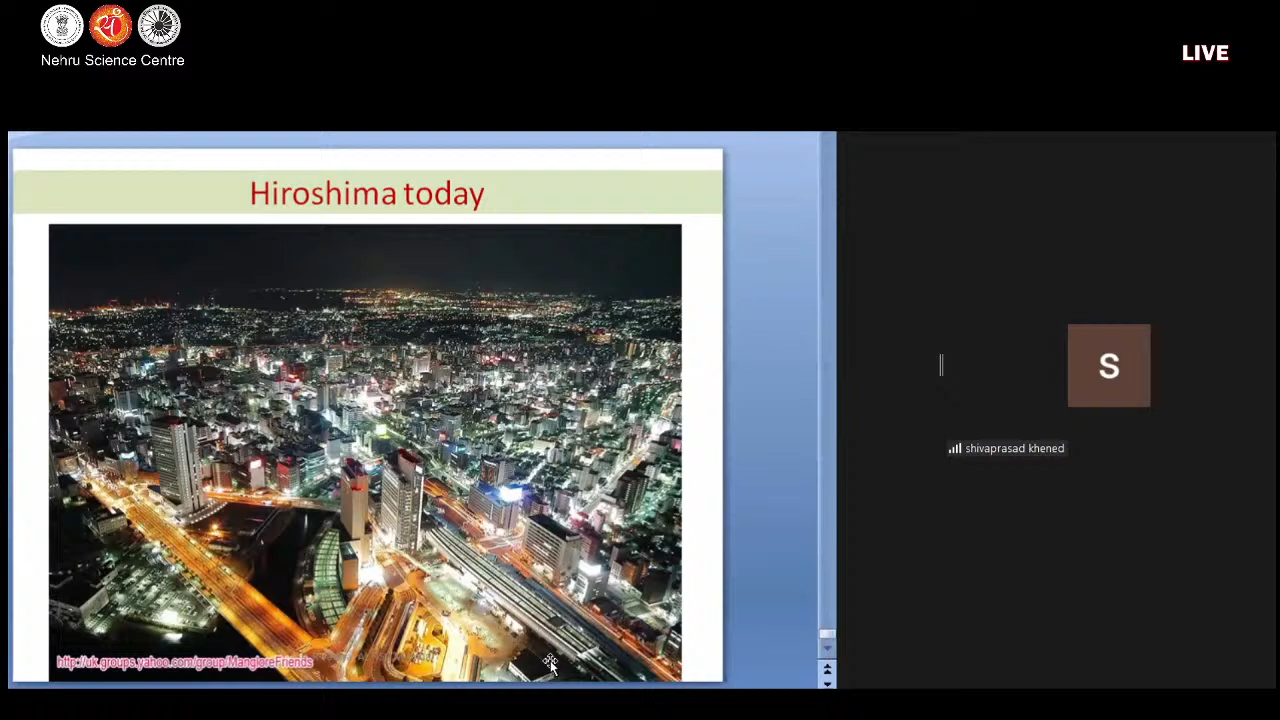 Nehru Science Centre
LIVE
Hiroshima today
http://uk.groups.yahoo.com/group/MangloreFriends
S
shivaprasad khened